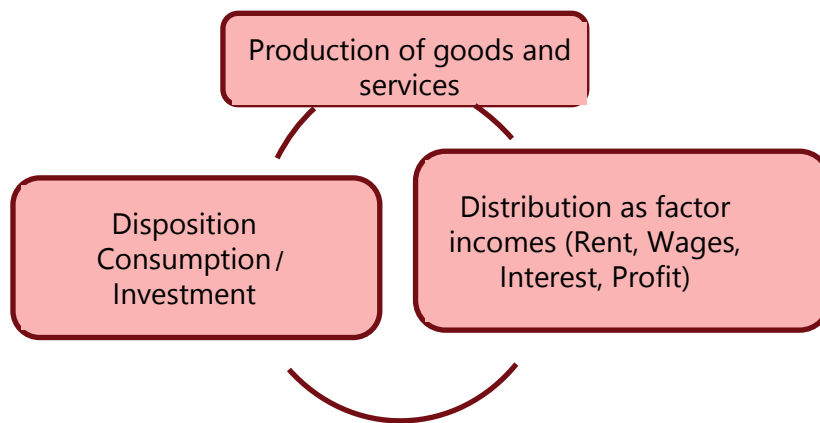 Production of goods and
services
Disposition
Consumption/
Investment
Distribution as factor
incomes (Rent, Wages,
Interest, Profit)